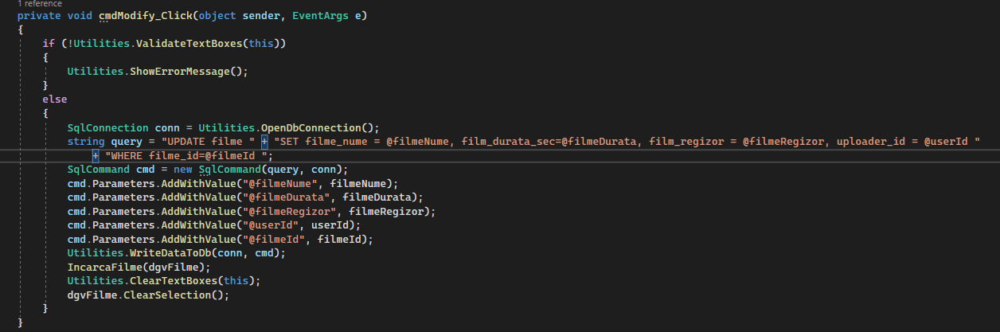 1 reference
private void cmdModify_Click(object sender, EventArgs e)
{
if (!Utilities.ValidateTextBoxes(this))
{
Utilities.ShowErrorMessage();
}
else
{
SqlConnection conn = Utilities.OpenDbConnection();
string query = "UPDATE filme " + "SET filme_nume = @filmeNume, film_durata_sec=@filmeDurata, film_regizor = @filmeRegizor, uploader_id = @userId "
+ "WHERE filme_id=@filmeId ";
SqlCommand cmd = new SqlCommand(query, conn);
cmd.Parameters.AddWithValue("@filmeNume", filmeNume);
cmd.Parameters.AddWithValue("@filmeDurata", filmeDurata);
cmd.Parameters.AddWithValue("@filmeRegizor", filmeRegizor);
cmd.Parameters.AddWithValue("@userId", userId);
cmd.Parameters.AddWithValue("@filmeId", filmeId);
Utilities.WriteDataToDb(conn, cmd);
IncarcaFilme(dgvFilme);
Utilities.ClearTextBoxes(this);
dgvFilme.ClearSelection();
}
}